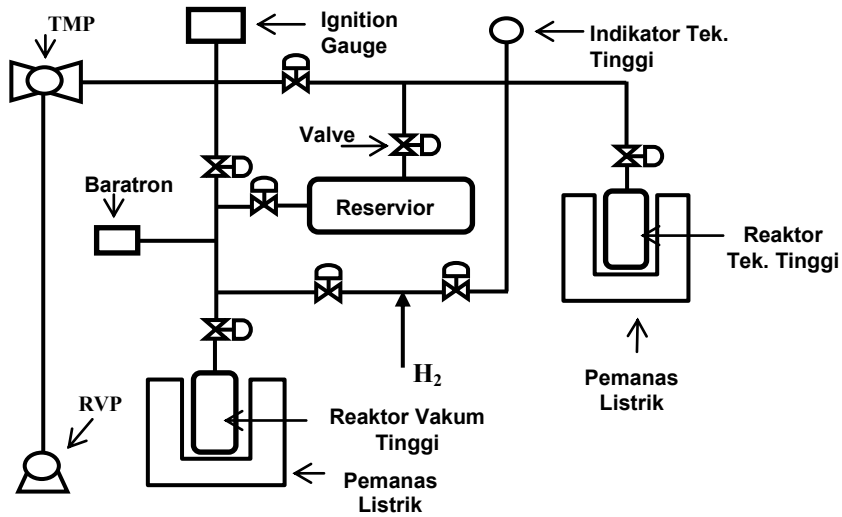 TMP
Ignition
Gauge
Indikator Tek.
Tinggi
Valve
Baratron
Reservior
Reaktor
Tek. Tinggi
H₂
Pemanas
Listrik
RVP
Reaktor Vakum
Tinggi
Pemanas
Listrik